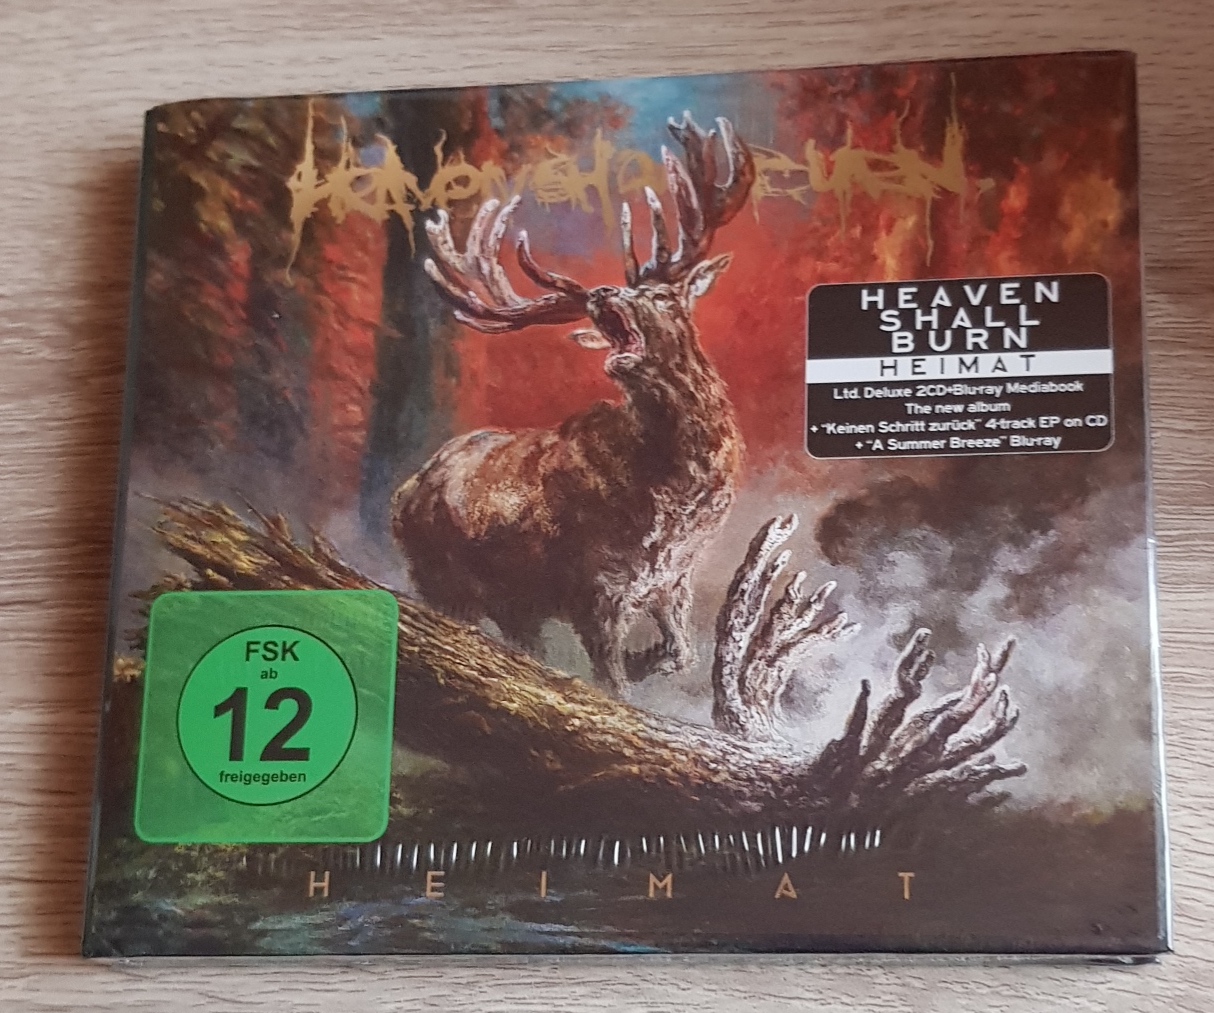 HEAVEN SHALL BURN
HEAVEN
SHALL
BURN
HEIMAT
Ltd. Deluxe 2CD+Blu-ray Mediabook
The new album
+ "Keinen Schritt zurück" 4-track EP on CD
+ "A Summer Breeze" Blu-ray
FSK
ab
12
freigegeben
HEIMAT